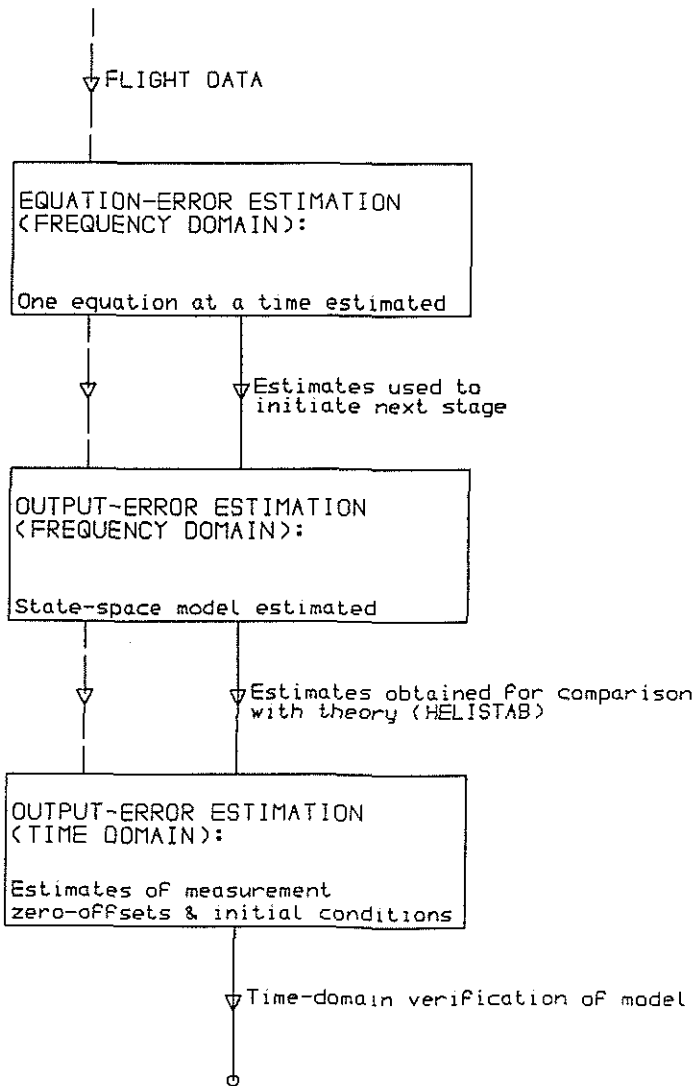 FLIGHT DATA
EQUATION-ERROR ESTIMATION
(FREQUENCY DOMAIN):
One equation at a time estimated
Estimates used to
initiate next stage
OUTPUT-ERROR ESTIMATION
(FREQUENCY DOMAIN):
State-space model estimated
Estimates obtained for comparison
with theory (HELISTAB)
OUTPUT-ERROR ESTIMATION
(TIME DOMAIN):
Estimates of measurement
zero-offsets & initial conditions
Time-domain verification of model